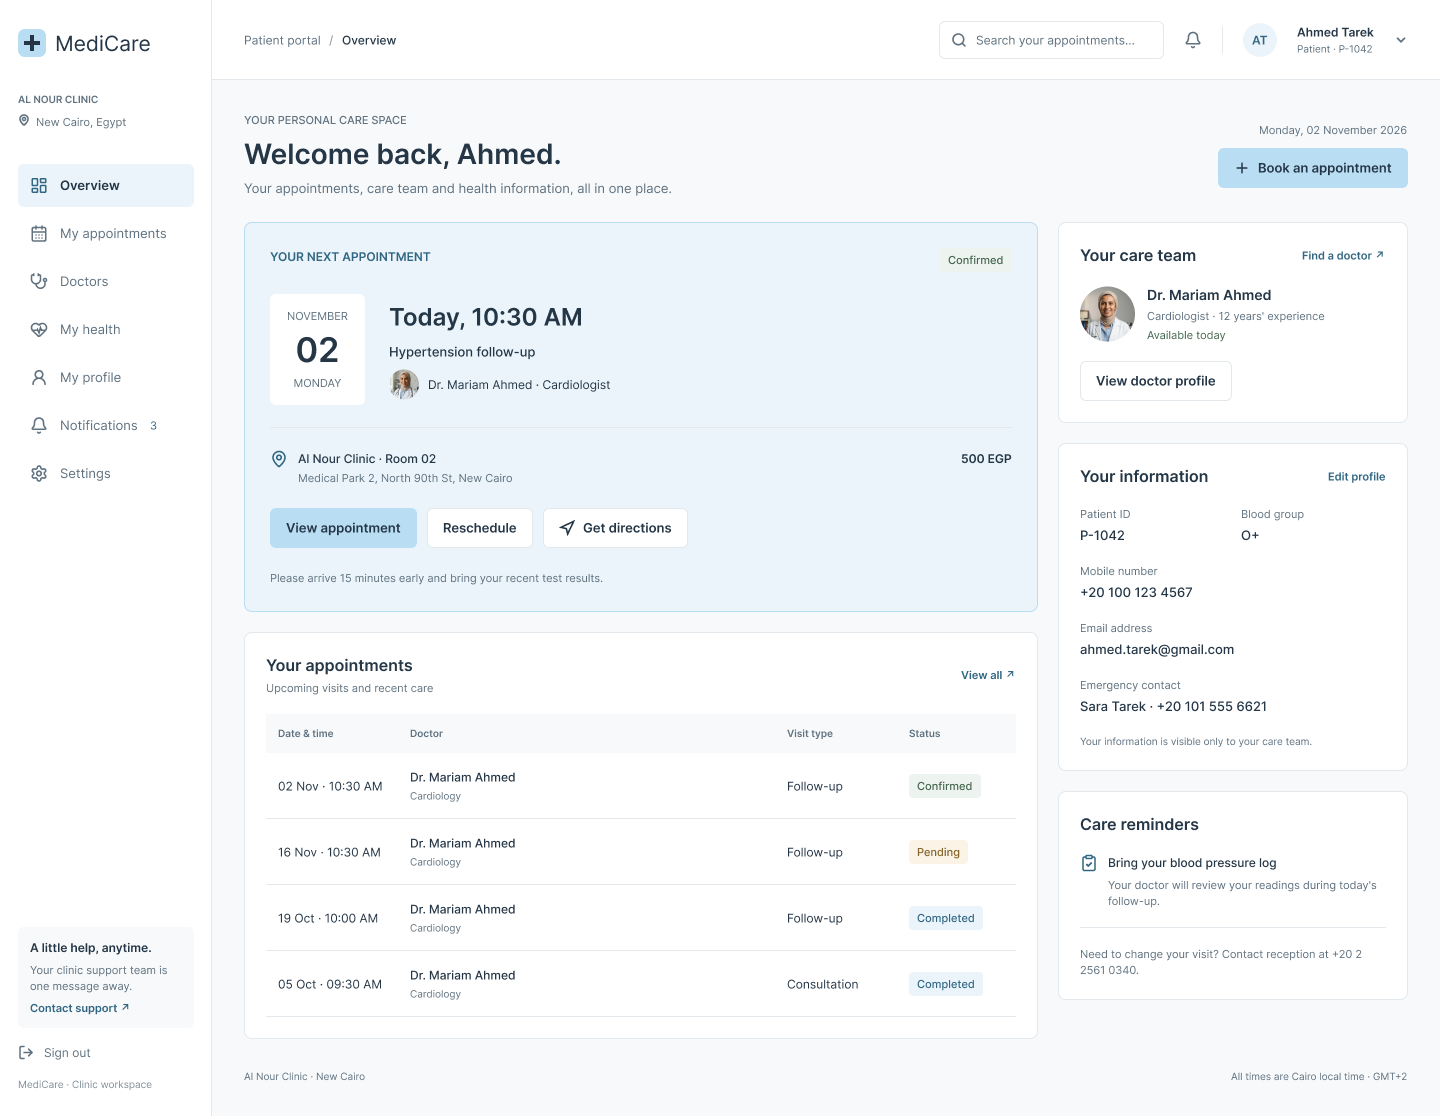 MediCare
AL NOUR CLINIC
New Cairo, Egypt
Overview
My appointments
Doctors
My health
My profile
Notifications 3
Settings
A little help, anytime.
Your clinic support team is
one message away.
Contact support ↗
Sign out
MediCare · Clinic workspace
Patient portal / Overview
Search your appointments...
AT
Ahmed Tarek
Patient · P-1042
YOUR PERSONAL CARE SPACE
Welcome back, Ahmed.
Your appointments, care team and health information, all in one place.
Monday, 02 November 2026
Book an appointment
YOUR NEXT APPOINTMENT
Confirmed
NOVEMBER
02
MONDAY
Today, 10:30 AM
Hypertension follow-up
Dr. Mariam Ahmed · Cardiologist
Al Nour Clinic · Room 02
500 EGP
Medical Park 2, North 90th St, New Cairo
View appointment
Reschedule
Get directions
Please arrive 15 minutes early and bring your recent test results.
Your appointments
Upcoming visits and recent care
View all ↗
Date & time Doctor Visit type Status
02 Nov · 10:30 AM Dr. Mariam Ahmed Follow-up Confirmed
Cardiology
16 Nov · 10:30 AM Dr. Mariam Ahmed Follow-up Pending
Cardiology
19 Oct · 10:00 AM Dr. Mariam Ahmed Follow-up Completed
Cardiology
05 Oct · 09:30 AM Dr. Mariam Ahmed Consultation Completed
Cardiology
Your care team
Find a doctor ↗
Dr. Mariam Ahmed
Cardiologist · 12 years' experience
Available today
View doctor profile
Your information
Edit profile
Patient ID Blood group
P-1042 O+
Mobile number
+20 100 123 4567
Email address
ahmed.tarek@gmail.com
Emergency contact
Sara Tarek · +20 101 555 6621
Your information is visible only to your care team.
Care reminders
Bring your blood pressure log
Your doctor will review your readings during today's
follow-up.
Need to change your visit? Contact reception at +20 2
2561 0340.
Al Nour Clinic · New Cairo
All times are Cairo local time · GMT+2